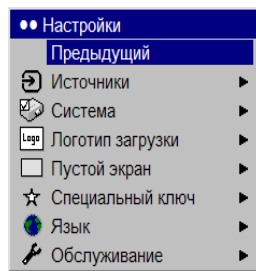 Настройки
Предыдущий
Источники
Система
Logo Логотип загрузки
Пустой экран
Специальный ключ
Язык
Обслуживание